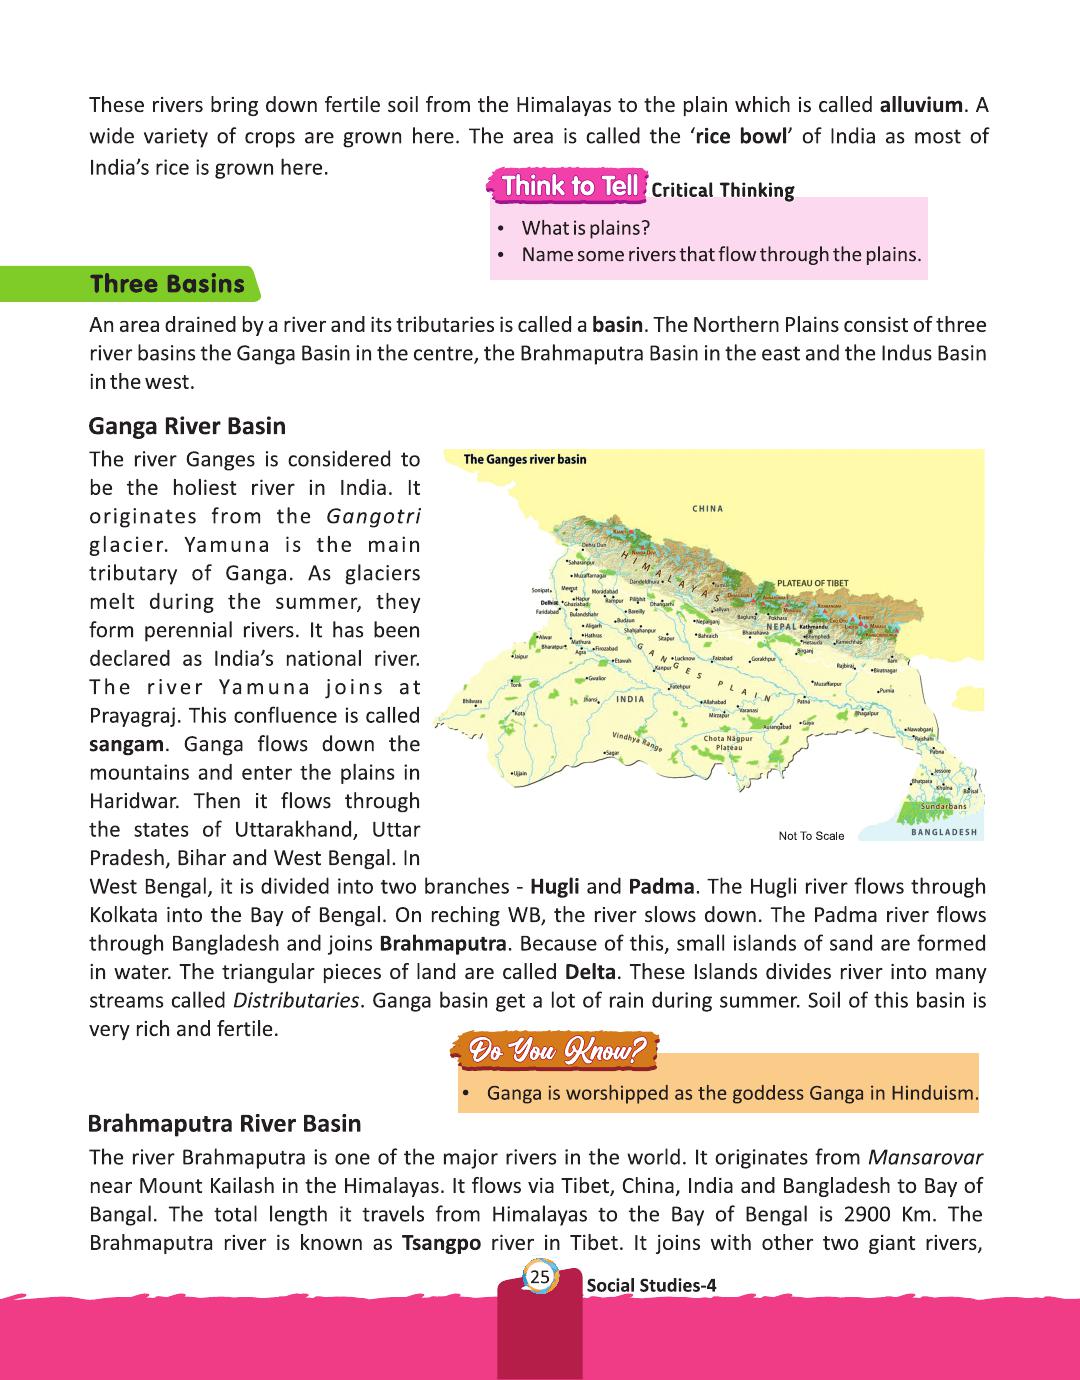 These rivers bring down fertile soil from the Himalayas to the plain which is called alluvium. A
wide variety of crops are grown here. The area is called the ‘rice bowl’ of India as most of
India’s rice is grown here.
Think to Tell Critical Thinking
• What is plains?
• Name some rivers that flow through the plains.
Three Basins
An area drained by a river and its tributaries is called a basin. The Northern Plains consist of three
river basins the Ganga Basin in the centre, the Brahmaputra Basin in the east and the Indus Basin
in the west.
Ganga River Basin
The river Ganges is considered to
be the holiest river in India. It
originates from the Gangotri
glacier. Yamuna is the main
tributary of Ganga. As glaciers
melt during the summer, they
form perennial rivers. It has been
declared as India’s national river.
The river Yamuna joins at
Prayagraj. This confluence is called
sangam. Ganga flows down the
mountains and enter the plains in
Haridwar. Then it flows through
the states of Uttarakhand, Uttar
Pradesh, Bihar and West Bengal. In
West Bengal, it is divided into two branches - Hugli and Padma. The Hugli river flows through
Kolkata into the Bay of Bengal. On reching WB, the river slows down. The Padma river flows
through Bangladesh and joins Brahmaputra. Because of this, small islands of sand are formed
in water. The triangular pieces of land are called Delta. These Islands divides river into many
streams called Distributaries. Ganga basin get a lot of rain during summer. Soil of this basin is
very rich and fertile.
The Ganges river basin
CHINA
HIMALAYAS
PLATEAU OF TIBET
Dehra Dun
Saharanpur
Muzaffarnagar
Dandeldhura
Sonipat
Meerut
Moradabad
Delhi
Hapur
Ghaziabad
Rampur
Pilibhit
Dhangarhi
Faridabad
Bulandshahr
Bareilly
Sallyan
Baglung
Pokhara
NEPAL
Kathmandu
Aligarh
Budaun
Nepalganj
Bhairahawa
Hetauda
Ramechhap
Alwar
Hathras
Shahjahanpur
Sitapur
Bahraich
Birganj
Bharatpur
Mathura
Agra
Firozabad
Jaipur
Etawah
GANGES PLAIN
Lucknow
Faizabad
Gorakhpur
Rajbiraj
Biratnagar
Kanpur
Tonk
Gwalior
Fatehpur
Muzaffarpur
Purnia
Bhilwara
Jhansi
INDIA
Allahabad
Patna
Kota
Mirzapur
Varanasi
Bhagalpur
Aurangabad
Gaya
Vindhya Range
Chota Nāgpur
Plateau
Nawabganj
Rajshahi
Sagar
Pabna
Ujjain
Jessore
Bhatpara
Khulna
Barisal
Sundarbans
BANGLADESH
Not To Scale
Do You Know?
• Ganga is worshipped as the goddess Ganga in Hinduism.
Brahmaputra River Basin
The river Brahmaputra is one of the major rivers in the world. It originates from Mansarovar
near Mount Kailash in the Himalayas. It flows via Tibet, China, India and Bangladesh to Bay of
Bangal. The total length it travels from Himalayas to the Bay of Bengal is 2900 Km. The
Brahmaputra river is known as Tsangpo river in Tibet. It joins with other two giant rivers,
25
Social Studies-4